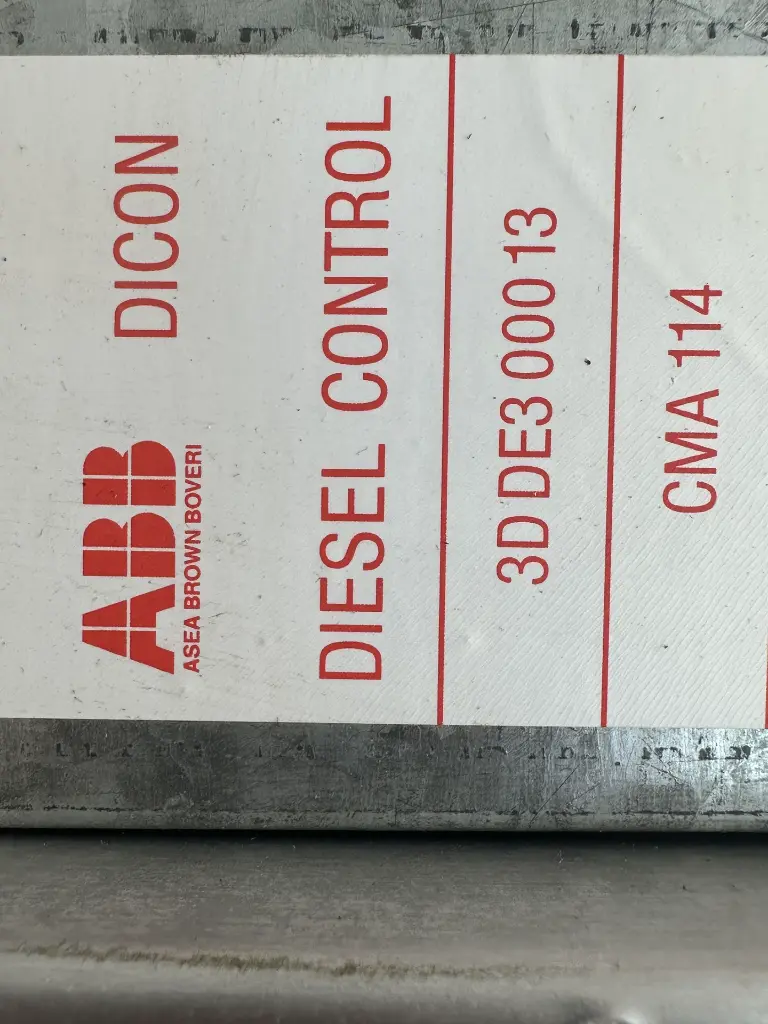 ABB DICON
ASEA BROWN BOVERI
DIESEL CONTROL
3D DE3 000 13
CMA 114